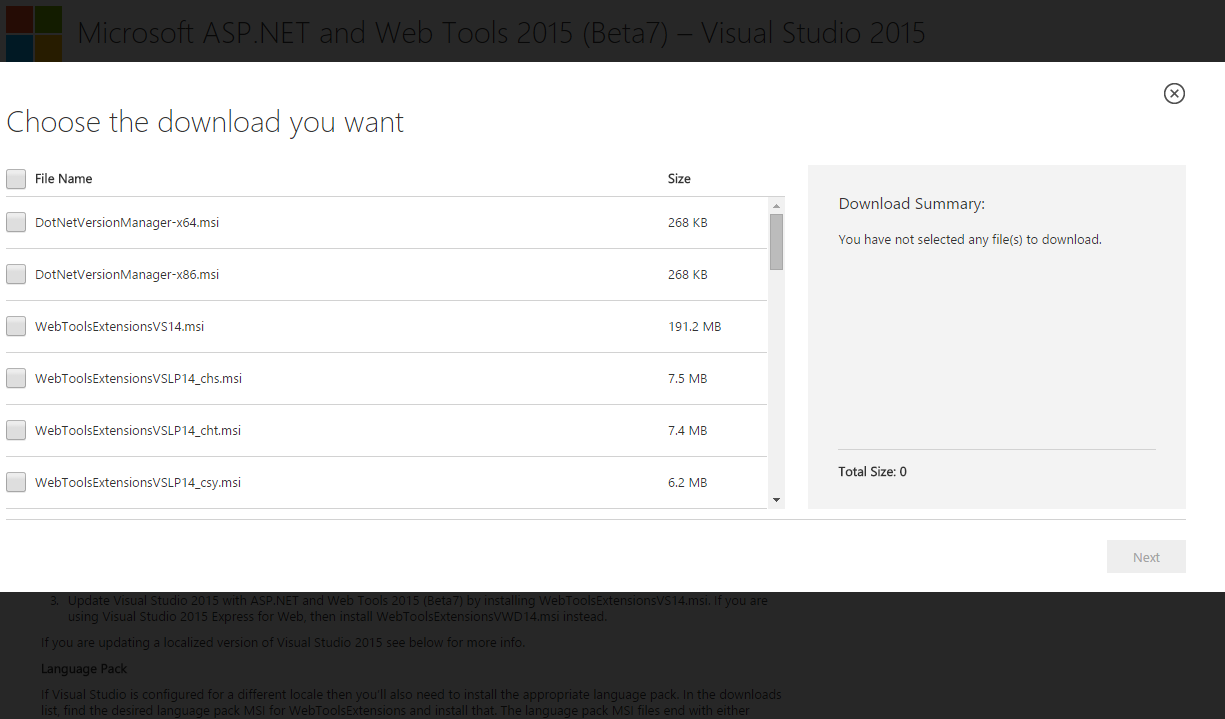 Microsoft ASP.NET and Web Tools 2015 (Beta7) – Visual Studio 2015
Choose the download you want
File Name Size
DotNetVersionManager-x64.msi 268 KB
DotNetVersionManager-x86.msi 268 KB
WebToolsExtensionsVS14.msi 191.2 MB
WebToolsExtensionsVSLP14_chs.msi 7.5 MB
WebToolsExtensionsVSLP14_cht.msi 7.4 MB
WebToolsExtensionsVSLP14_csy.msi 6.2 MB
Download Summary:
You have not selected any file(s) to download.
Total Size: 0
Next
3. Update Visual Studio 2015 with ASP.NET and Web Tools 2015 (Beta7) by installing WebToolsExtensionsVS14.msi. If you are
using Visual Studio 2015 Express for Web, then install WebToolsExtensionsVWD14.msi instead.
If you are updating a localized version of Visual Studio 2015 see below for more info.
Language Pack
If Visual Studio is configured for a different locale then you'll also need to install the appropriate language pack. In the downloads
list, find the desired language pack MSI for WebToolsExtensions and install that. The language pack MSI files end with either